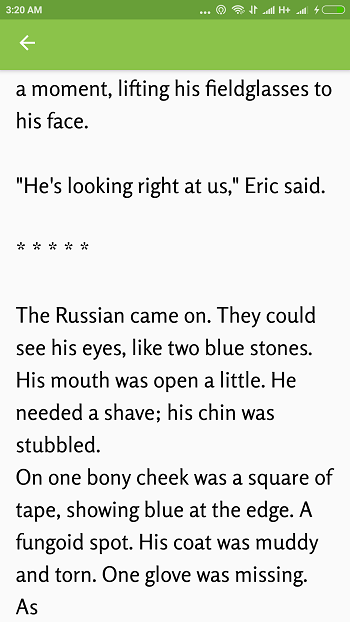 3:20 AM
... H+
a moment, lifting his fieldglasses to
his face.
"He's looking right at us," Eric said.
* * * * *
The Russian came on. They could
see his eyes, like two blue stones.
His mouth was open a little. He
needed a shave; his chin was
stubbled.
On one bony cheek was a square of
tape, showing blue at the edge. A
fungoid spot. His coat was muddy
and torn. One glove was missing.
As